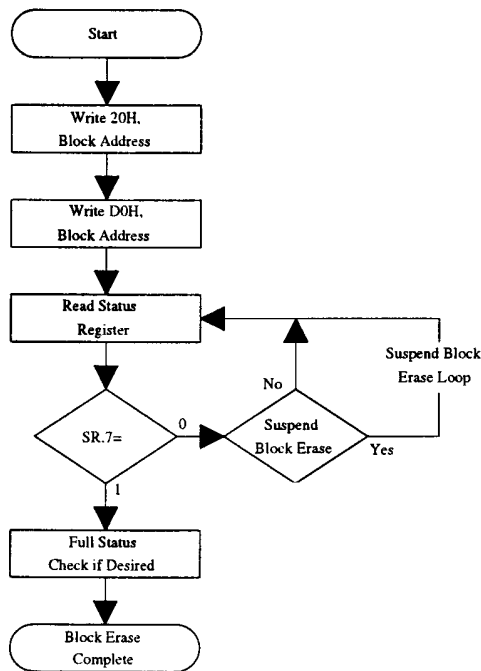 Start
Write 20H,
Block Address
Write D0H,
Block Address
Read Status
Register
Suspend Block
Erase Loop
No
SR.7=
0
Suspend
Block Erase
Yes
1
Full Status
Check if Desired
Block Erase
Complete